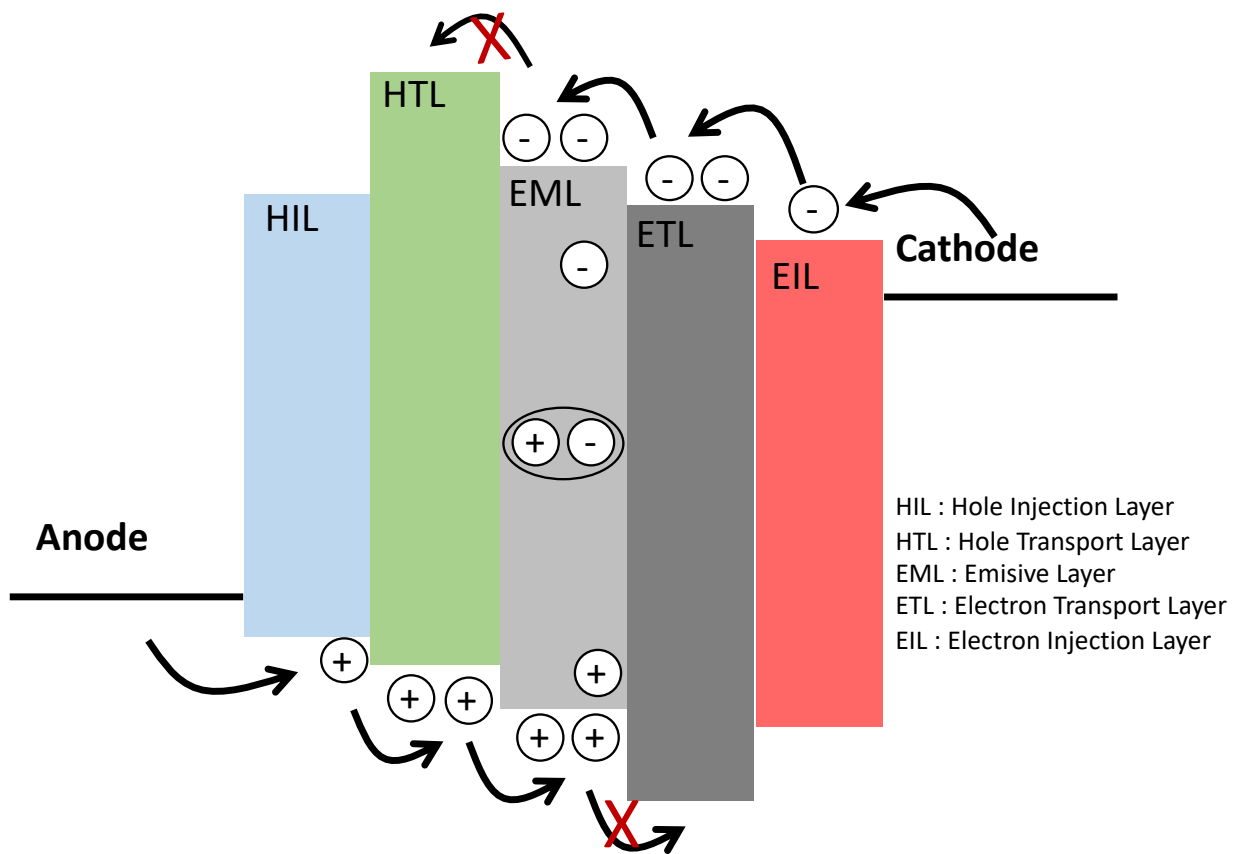 HTL
HIL
EML
ETL
EIL
Cathode
Anode
- - - - - -
+ -
+ + + + + +
HIL : Hole Injection Layer
HTL : Hole Transport Layer
EML : Emisive Layer
ETL : Electron Transport Layer
EIL : Electron Injection Layer